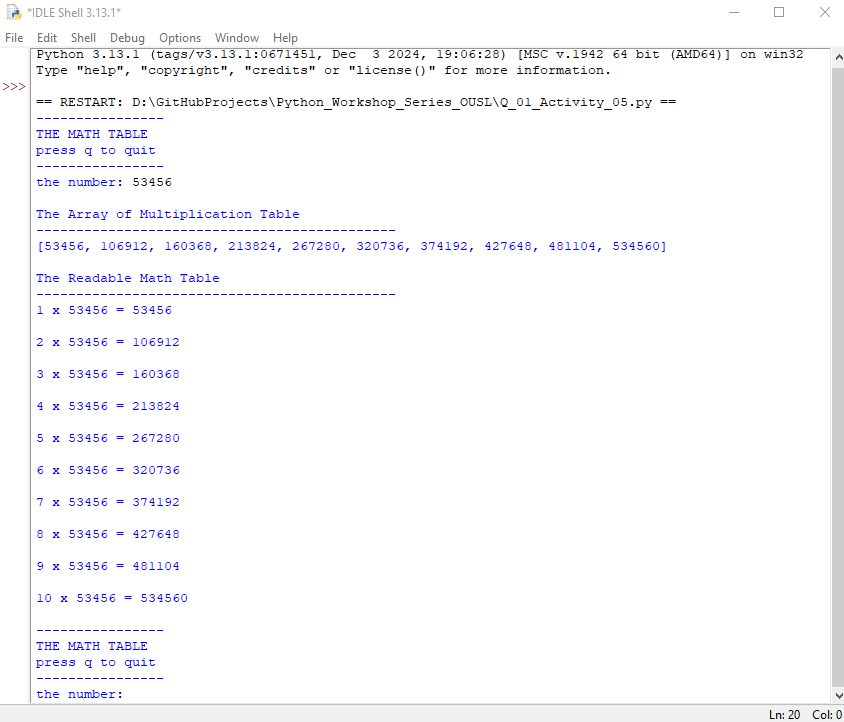 *IDLE Shell 3.13.1*
File Edit Shell Debug Options Window Help
Python 3.13.1 (tags/v3.13.1:0671451, Dec  3 2024, 19:06:28) [MSC v.1942 64 bit (AMD64)] on win32
Type "help", "copyright", "credits" or "license()" for more information.
>>>
== RESTART: D:\GitHubProjects\Python_Workshop_Series_OUSL\Q_01_Activity_05.py ==
----------------
THE MATH TABLE
press q to quit
----------------
the number: 53456
The Array of Multiplication Table
---------------------------------------------
[53456, 106912, 160368, 213824, 267280, 320736, 374192, 427648, 481104, 534560]
The Readable Math Table
---------------------------------------------
1 x 53456 = 53456
2 x 53456 = 106912
3 x 53456 = 160368
4 x 53456 = 213824
5 x 53456 = 267280
6 x 53456 = 320736
7 x 53456 = 374192
8 x 53456 = 427648
9 x 53456 = 481104
10 x 53456 = 534560
----------------
THE MATH TABLE
press q to quit
----------------
the number:
Ln: 20 Col: 0